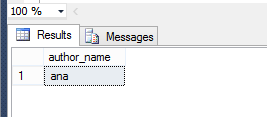 100 %
Results Messages
author_name
1 ana